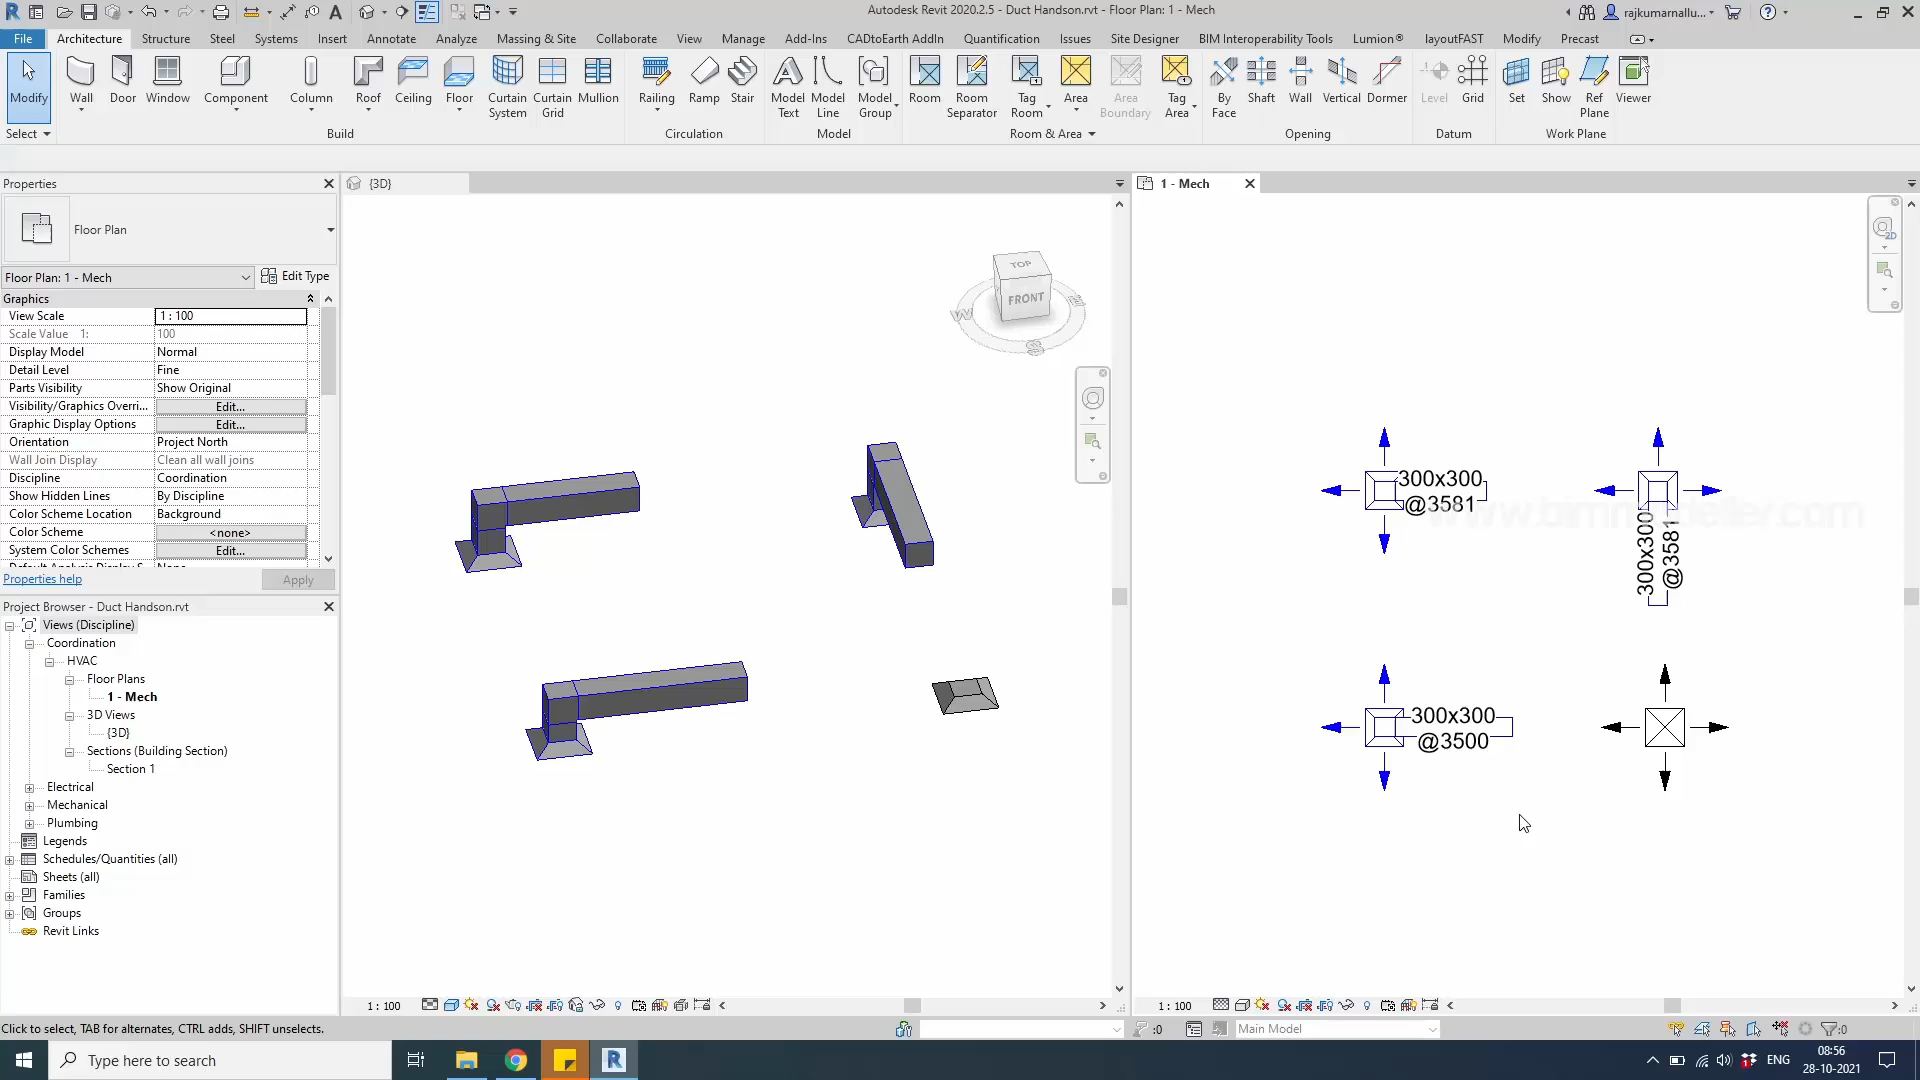 Autodesk Revit 2020.2.5 - Duct Handson.rvt - Floor Plan: 1 - Mech
rajkumarnallu...
File Architecture Structure Steel Systems Insert Annotate Analyze Massing & Site Collaborate View Manage Add-Ins CADtoEarth AddIn Quantification Issues Site Designer BIM Interoperability Tools Lumion® layoutFAST Modify Precast
Modify Wall Door Window Component Column Roof Ceiling Floor Curtain System Curtain Grid Mullion Railing Ramp Stair Model Text Model Line Model Group Room Room Separator Tag Room Area Area Boundary Tag Area By Face Shaft Wall Vertical Dormer Level Grid Set Show Ref Plane Viewer
Select Build Circulation Model Room & Area Opening Datum Work Plane
Properties
Floor Plan
Floor Plan: 1 - Mech Edit Type
Graphics
View Scale 1 : 100
Scale Value 1: 100
Display Model Normal
Detail Level Fine
Parts Visibility Show Original
Visibility/Graphics Overri... Edit...
Graphic Display Options Edit...
Orientation Project North
Wall Join Display Clean all wall joins
Discipline Coordination
Show Hidden Lines By Discipline
Color Scheme Location Background
Color Scheme <none>
System Color Schemes Edit...
Properties help Apply
Project Browser - Duct Handson.rvt
Views (Discipline)
Coordination
HVAC
Floor Plans
1 - Mech
3D Views
{3D}
Sections (Building Section)
Section 1
Electrical
Mechanical
Plumbing
Legends
Schedules/Quantities (all)
Sheets (all)
Families
Groups
Revit Links
{3D}
TOP
FRONT
W
S
1 : 100
1 - Mech
2D
300x300
@3581
300x300
@3581
300x300
@3500
1 : 100
Click to select, TAB for alternates, CTRL adds, SHIFT unselects.
:0
Main Model
:0
Type here to search
ENG
08:56
28-10-2021